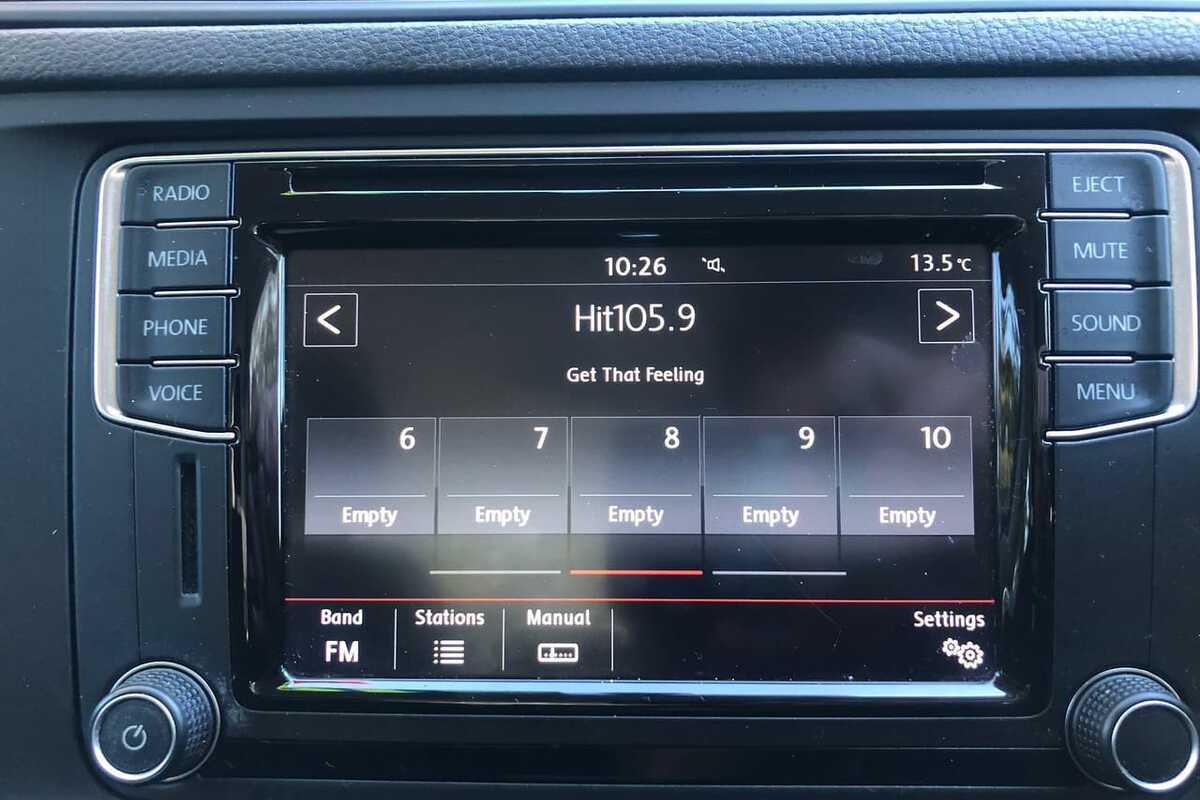 RADIO
MEDIA
PHONE
VOICE
EJECT
MUTE
SOUND
MENU
10:26 13.5°C
< Hit105.9 >
Get That Feeling
6 7 8 9 10
Empty Empty Empty Empty Empty
Band Stations Manual Settings
FM